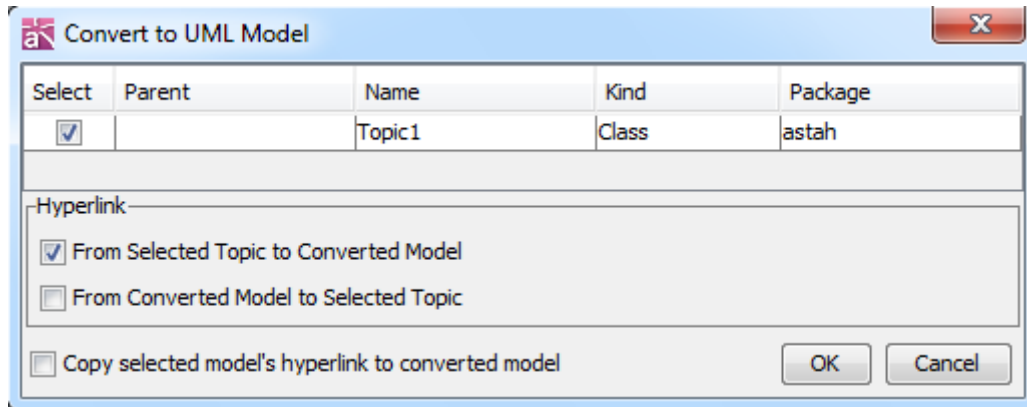 Convert to UML Model
Select Parent Name Kind Package
Topic1 Class astah
Hyperlink
From Selected Topic to Converted Model
From Converted Model to Selected Topic
Copy selected model's hyperlink to converted model OK Cancel